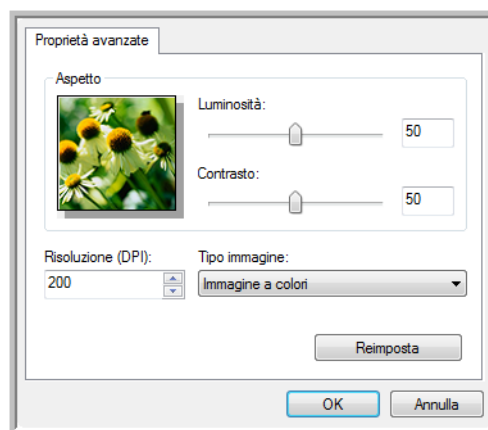 Proprietà avanzate
Aspetto
Luminosità:
50
Contrasto:
50
Risoluzione (DPI):
200
Tipo immagine:
Immagine a colori
Reimposta
OK
Annulla